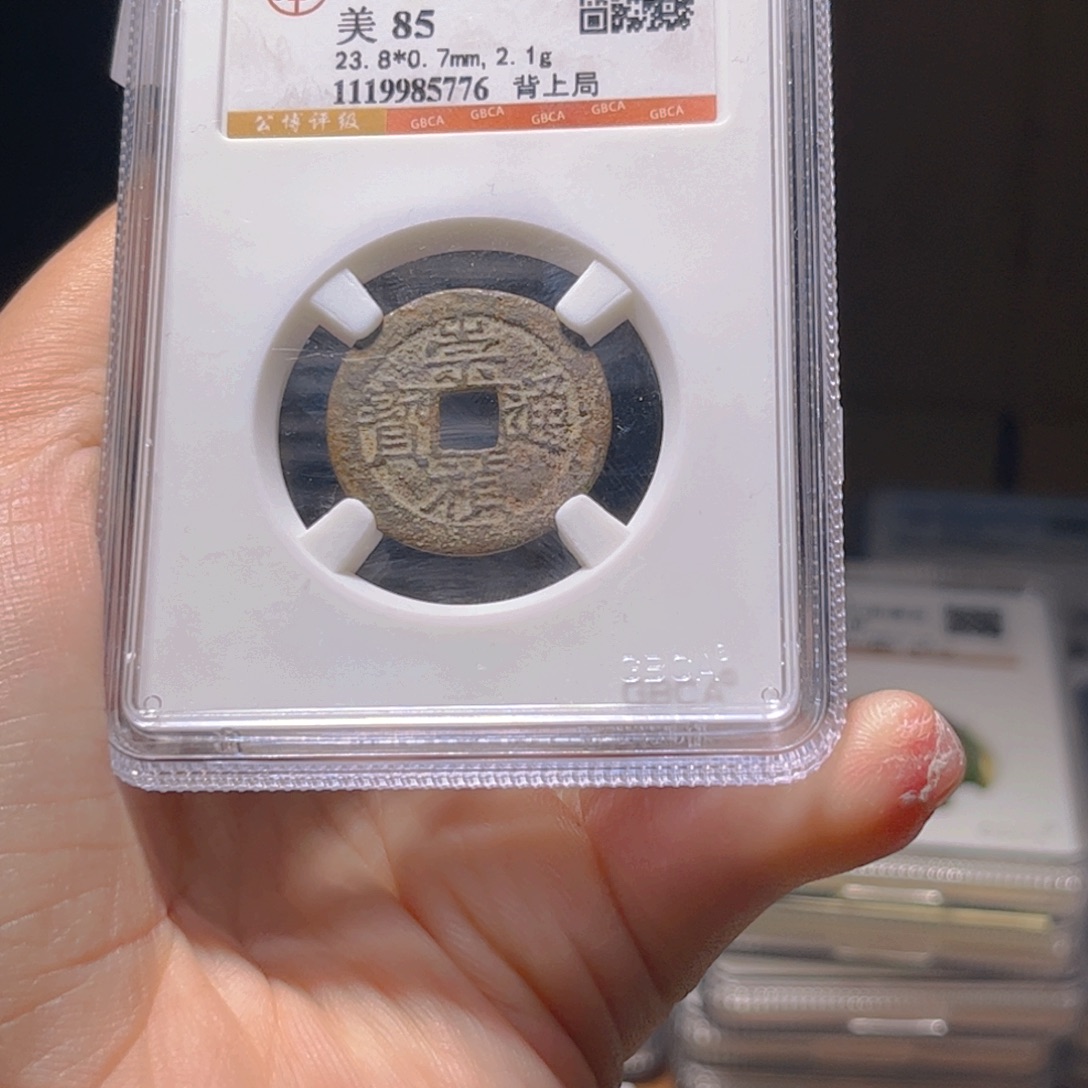 美 85
23.8*0.7mm, 2.1g
1119985776 背上局
公博评级 GBCA GBCA GBCA GBCA GBCA
崇
寶 通
禎
GBCA